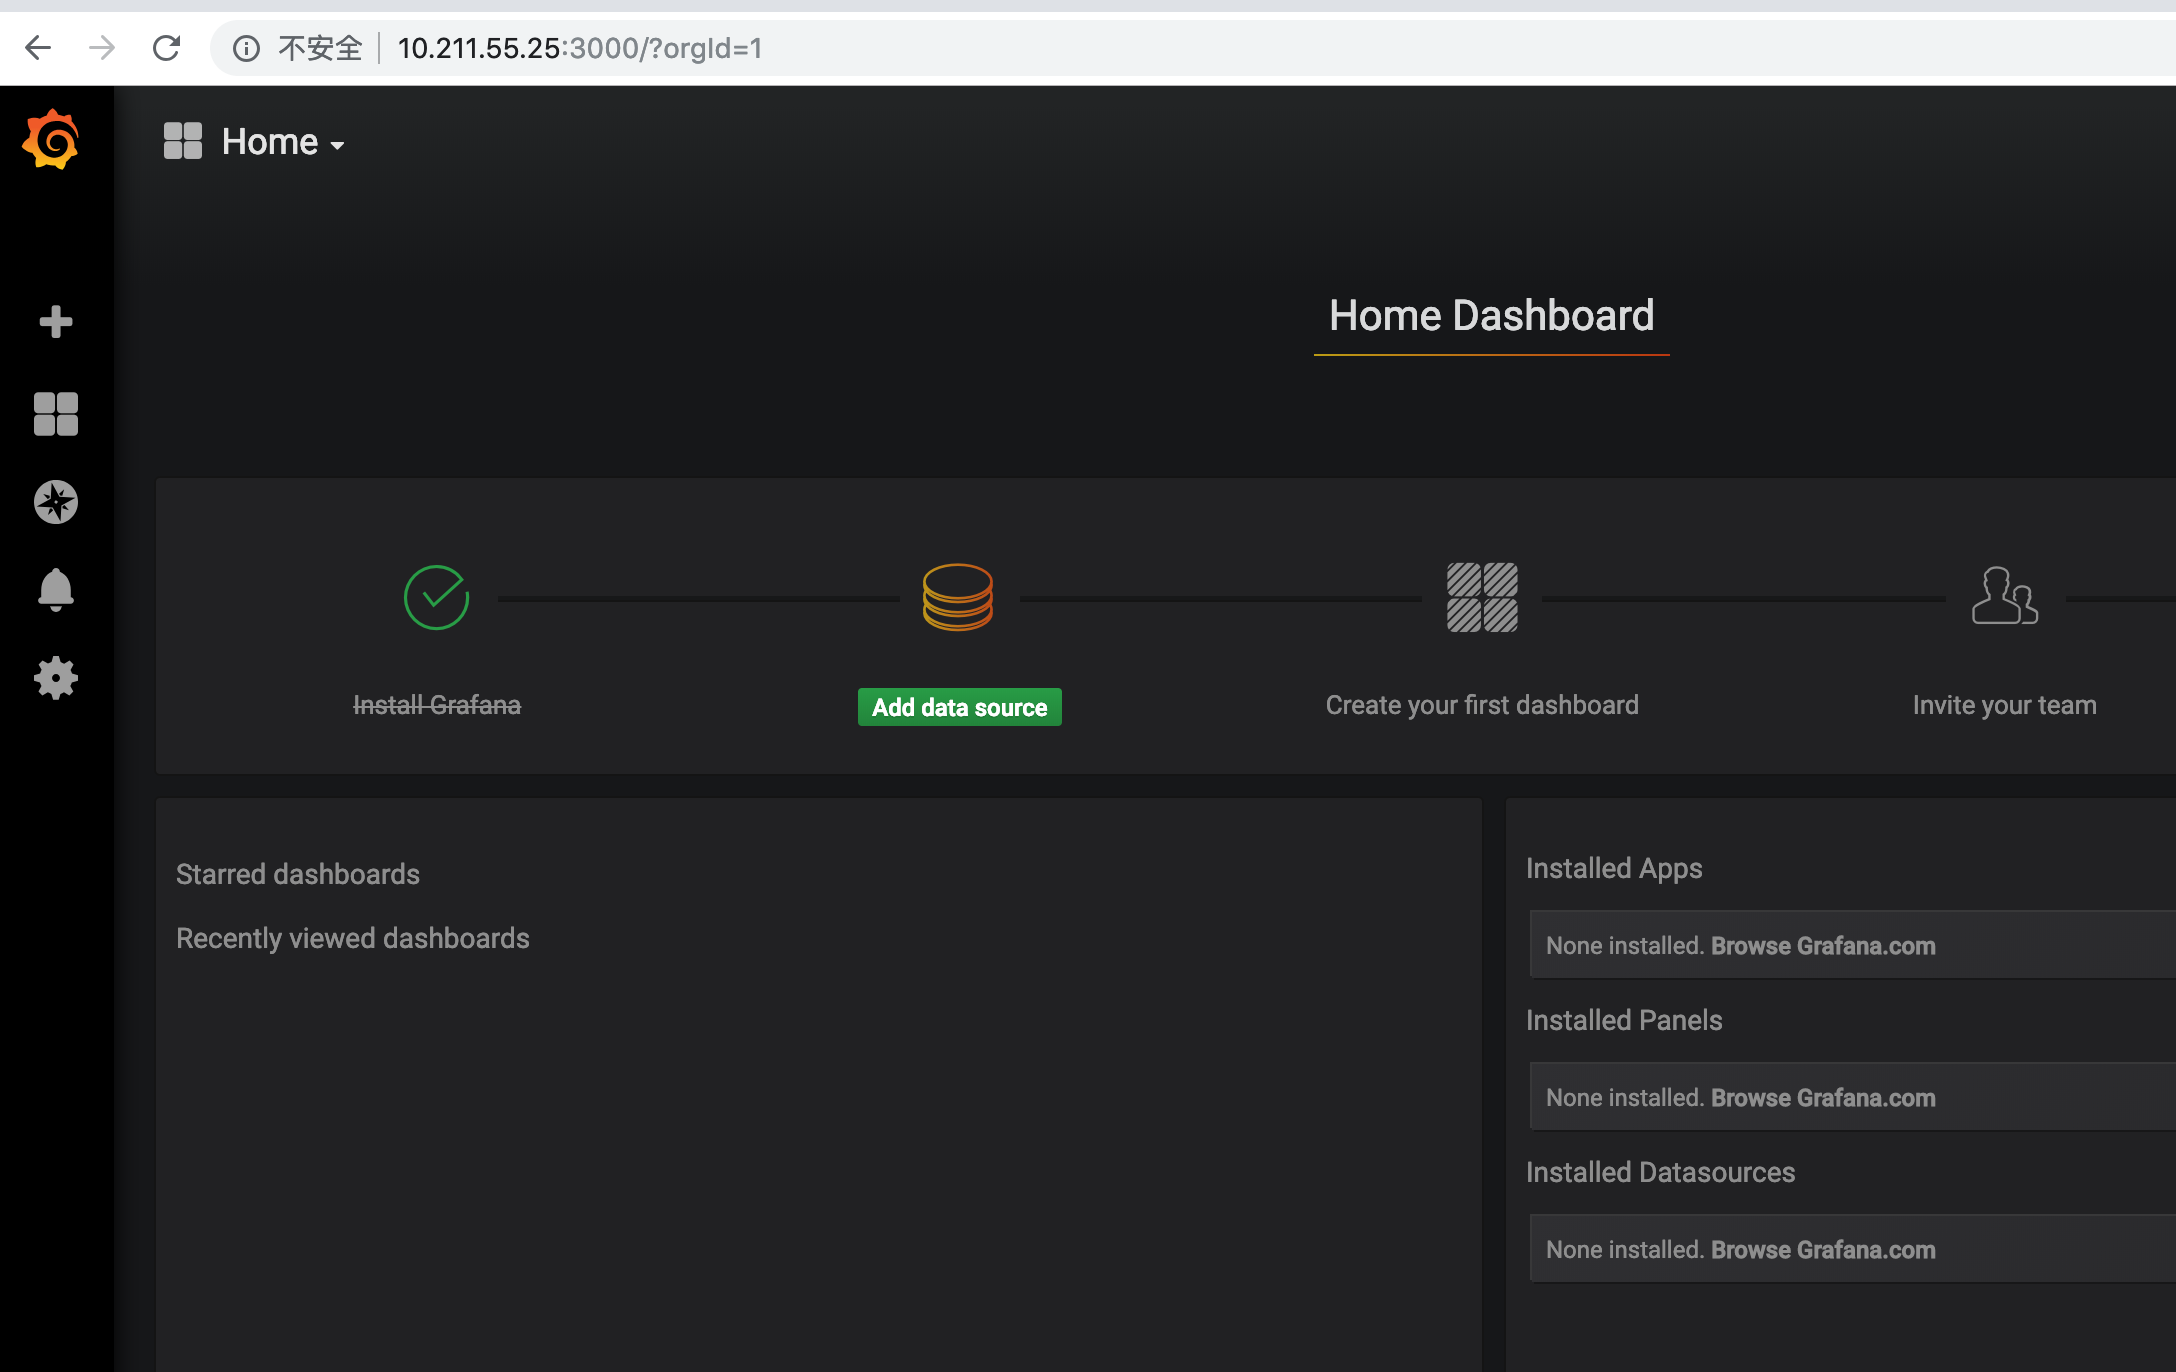 不安全 10.211.55.25:3000/?orgId=1
Home
Home Dashboard
Install Grafana
Add data source
Create your first dashboard
Invite your team
Starred dashboards
Recently viewed dashboards
Installed Apps
None installed. Browse Grafana.com
Installed Panels
None installed. Browse Grafana.com
Installed Datasources
None installed. Browse Grafana.com